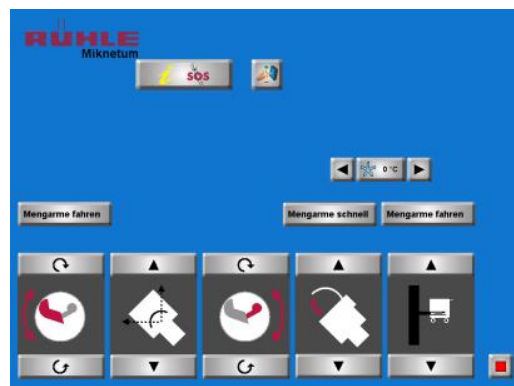 RÜHLE
Miknetum
i SOS
0 °C
Mengarme fahren
Mengarme schnell
Mengarme fahren